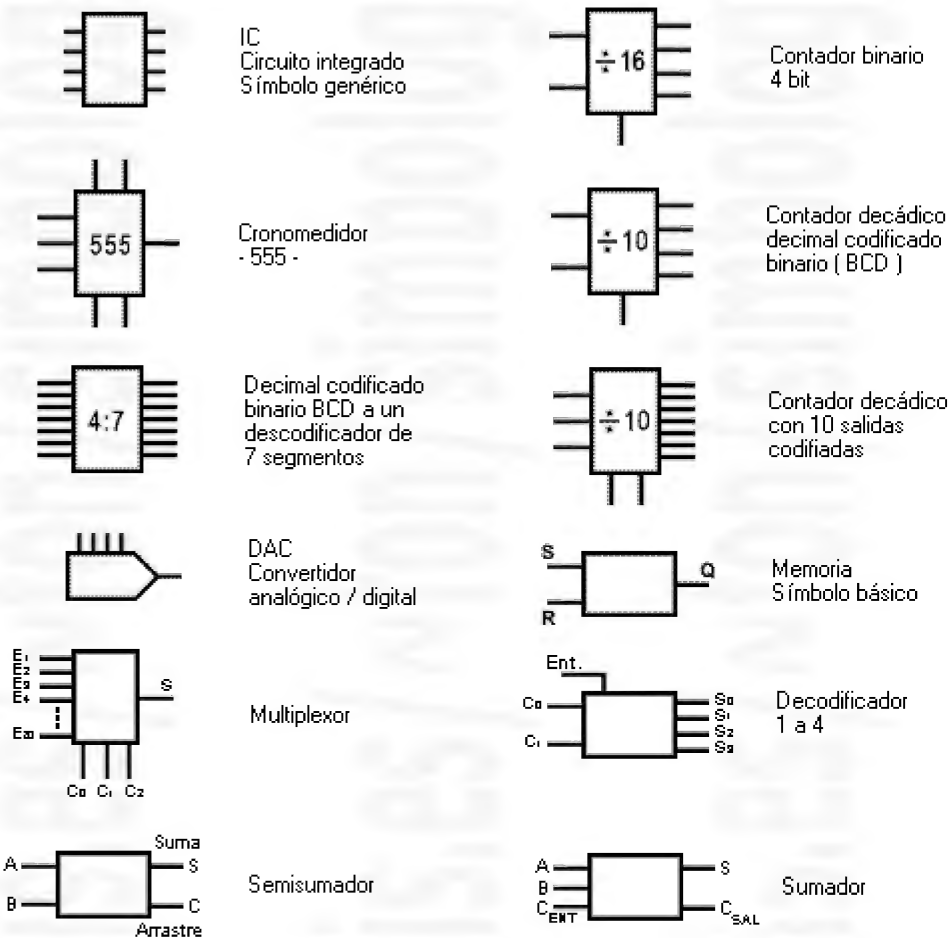 IC
Circuito integrado
Símbolo genérico
÷16
Contador binario
4 bit
555
Cronomedidor
- 555 -
÷10
Contador decádico
decimal codificado
binario ( BCD )
4:7
Decimal codificado
binario BCD a un
descodificador de
7 segmentos
÷10
Contador decádico
con 10 salidas
codifiadas
DAC
Convertidor
analógico / digital
S
R
Q
Memoria
Símbolo básico
E1
E2
E3
E4
S
C0 C1 C2
Multiplexor
Ent.
C0
C1
S0
S1
S2
S3
Decodificador
1 a 4
A
B
Suma
S
C
Arrastre
Semisumador
A
B
CENT
S
CSAL
Sumador